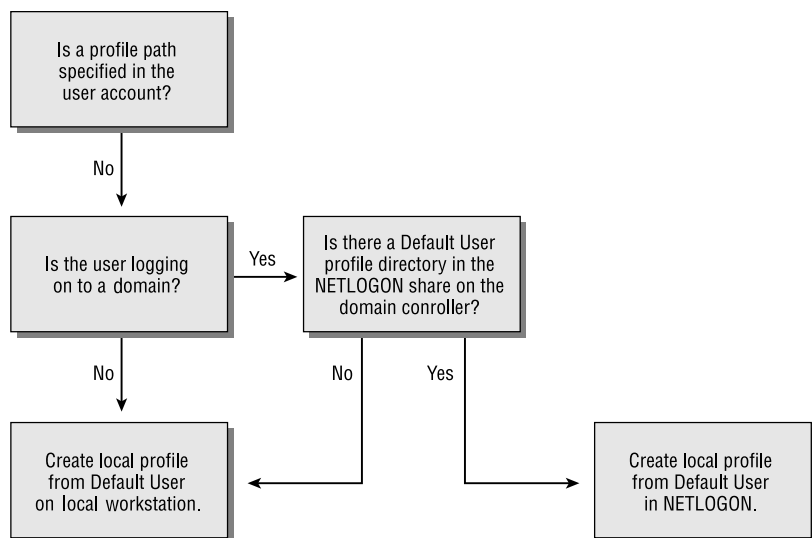 Is a profile path
specified in the
user account?
No
Is the user logging
on to a domain?
Yes
Is there a Default User
profile directory in the
NETLOGON share on the
domain conroller?
No
No
Yes
Create local profile
from Default User
on local workstation.
Create local profile
from Default User
in NETLOGON.